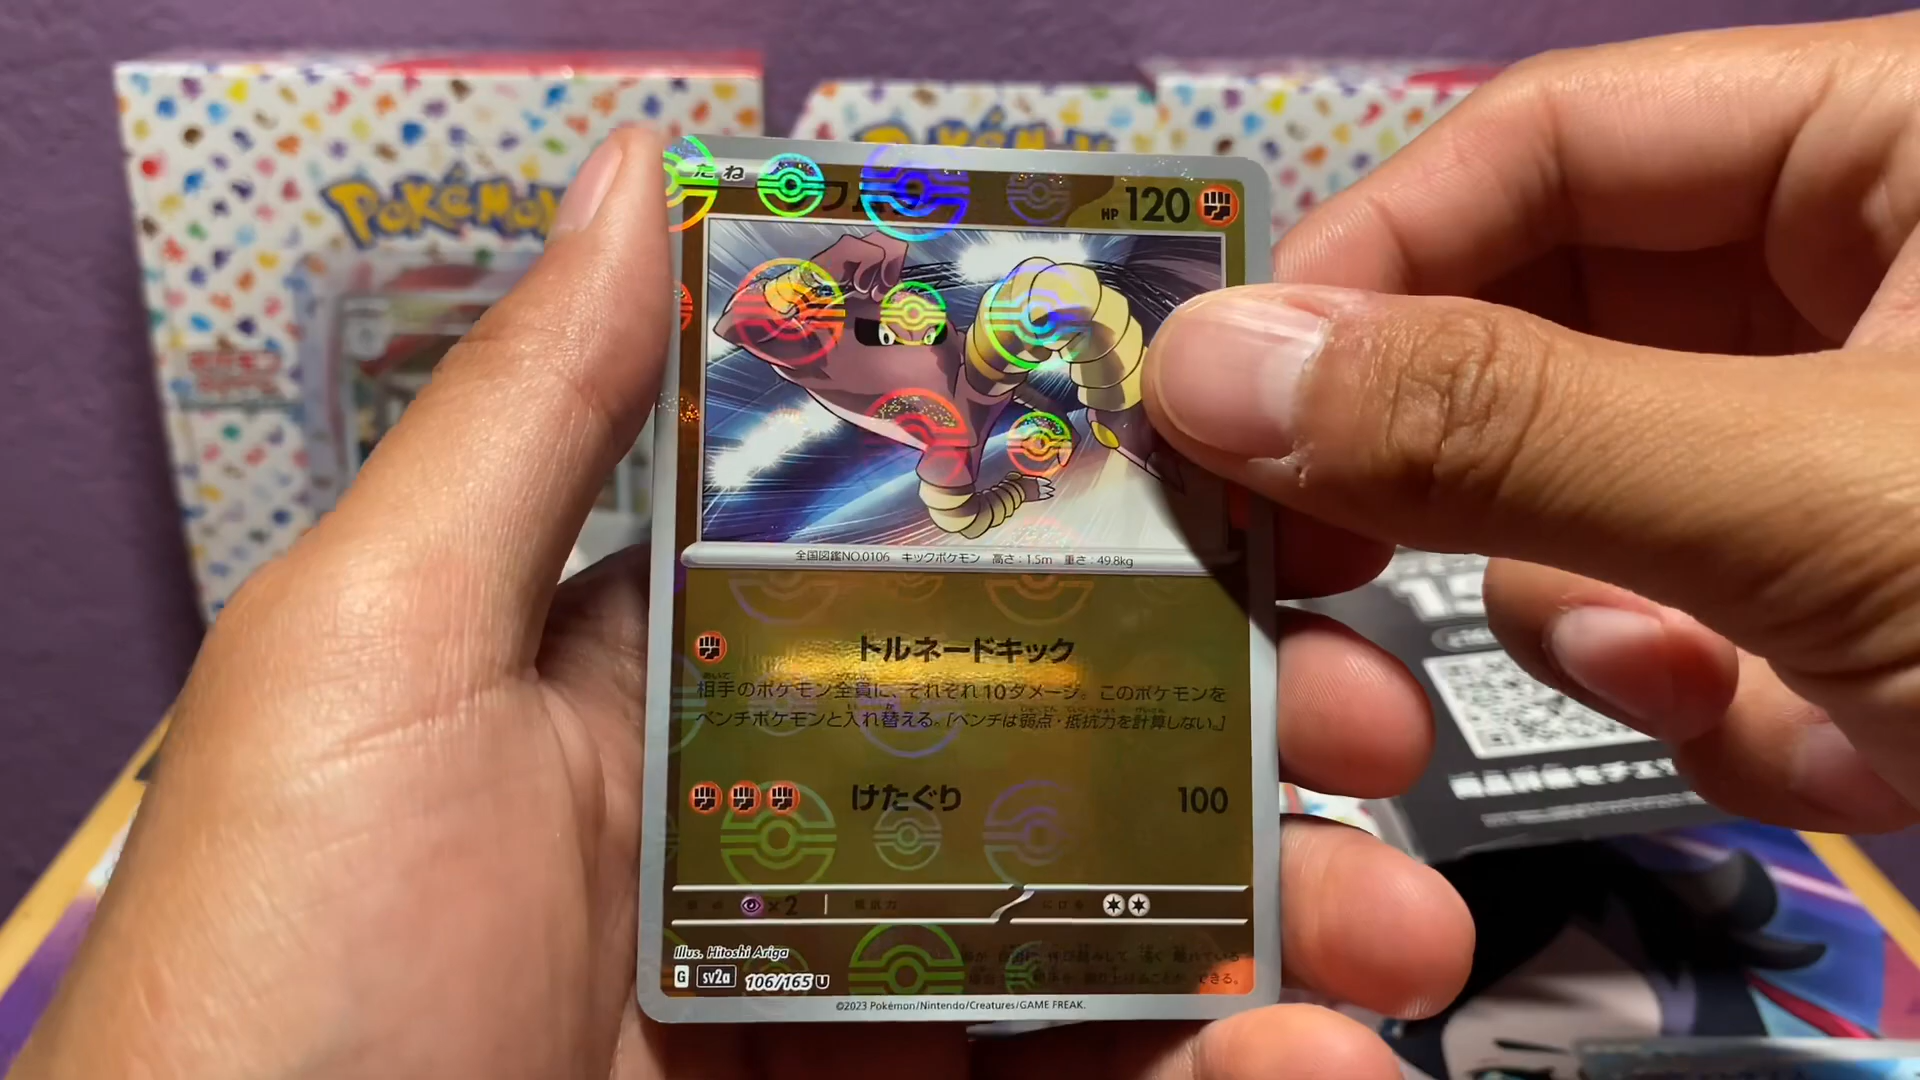 Pokémon
たね
HP 120
全国図鑑NO.0106 キックポケモン 高さ:1.5m 重さ:49.8kg
トルネードキック
相手のポケモン全員に、それぞれ10ダメージ。このポケモンを
ベンチポケモンと入れ替える。[ベンチは弱点・抵抗力を計算しない。]
けたぐり 100
×2 抵抗力
Illus. Hitoshi Ariga
G sv2a 106/165 U
©2023 Pokémon/Nintendo/Creatures/GAME FREAK.